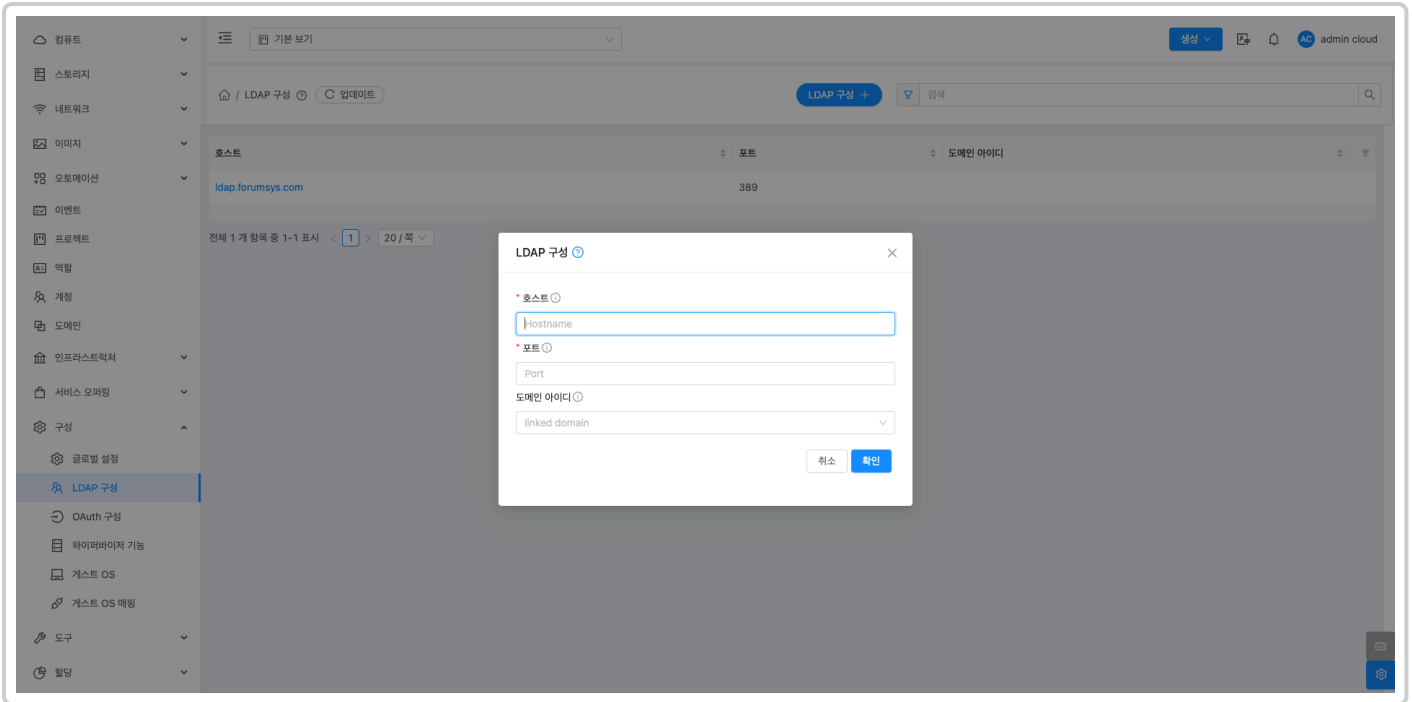 컴퓨트
스토리지
네트워크
이미지
오토메이션
이벤트
프로젝트
역할
계정
도메인
인프라스트럭쳐
서비스 오퍼링
구성
글로벌 설정
LDAP 구성
OAuth 구성
하이퍼바이저 기능
게스트 OS
게스트 OS 매핑
도구
할당
기본 보기
생성
AC admin cloud
/ LDAP 구성 업데이트
LDAP 구성 +
검색
호스트 포트 도메인 아이디
ldap.forumsys.com 389
전체 1 개 항목 중 1-1 표시 < 1 > 20 / 쪽
LDAP 구성
* 호스트
Hostname
* 포트
Port
도메인 아이디
linked domain
취소 확인